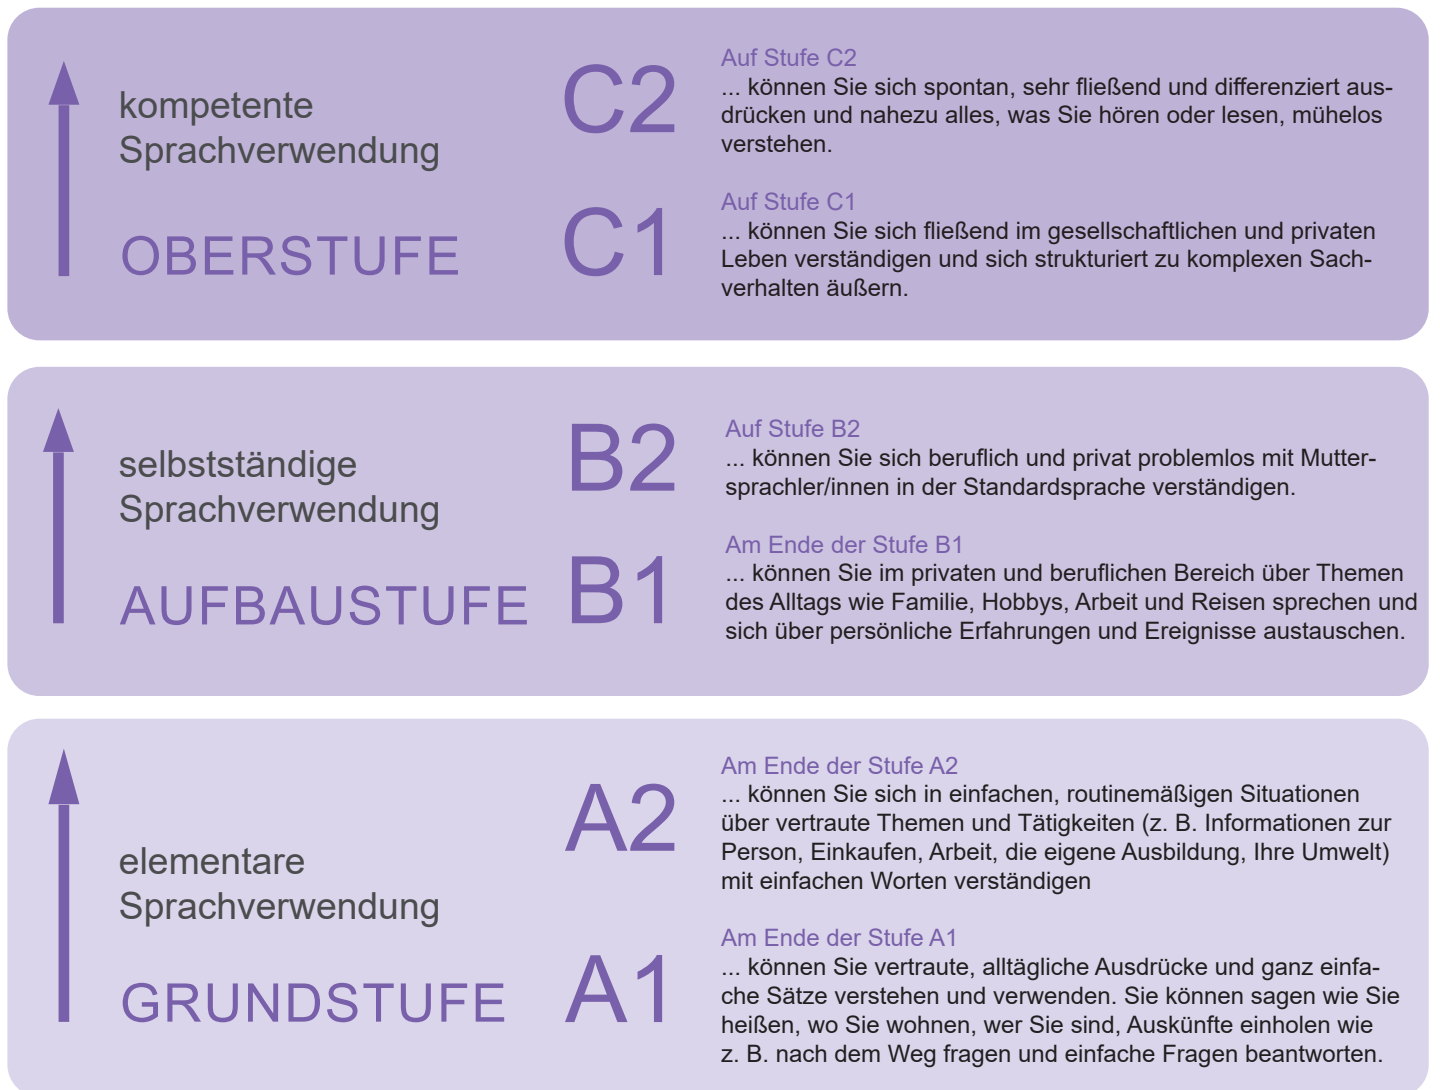 kompetente
Sprachverwendung
OBERSTUFE
C2
Auf Stufe C2
... können Sie sich spontan, sehr fließend und differenziert aus-
drücken und nahezu alles, was Sie hören oder lesen, mühelos
verstehen.
C1
Auf Stufe C1
... können Sie sich fließend im gesellschaftlichen und privaten
Leben verständigen und sich strukturiert zu komplexen Sach-
verhalten äußern.
selbstständige
Sprachverwendung
AUFBAUSTUFE
B2
Auf Stufe B2
... können Sie sich beruflich und privat problemlos mit Mutter-
sprachler/innen in der Standardsprache verständigen.
B1
Am Ende der Stufe B1
... können Sie im privaten und beruflichen Bereich über Themen
des Alltags wie Familie, Hobbys, Arbeit und Reisen sprechen und
sich über persönliche Erfahrungen und Ereignisse austauschen.
elementare
Sprachverwendung
GRUNDSTUFE
A2
Am Ende der Stufe A2
... können Sie sich in einfachen, routinemäßigen Situationen
über vertraute Themen und Tätigkeiten (z. B. Informationen zur
Person, Einkaufen, Arbeit, die eigene Ausbildung, Ihre Umwelt)
mit einfachen Worten verständigen
A1
Am Ende der Stufe A1
... können Sie vertraute, alltägliche Ausdrücke und ganz einfa-
che Sätze verstehen und verwenden. Sie können sagen wie Sie
heißen, wo Sie wohnen, wer Sie sind, Auskünfte einholen wie
z. B. nach dem Weg fragen und einfache Fragen beantworten.